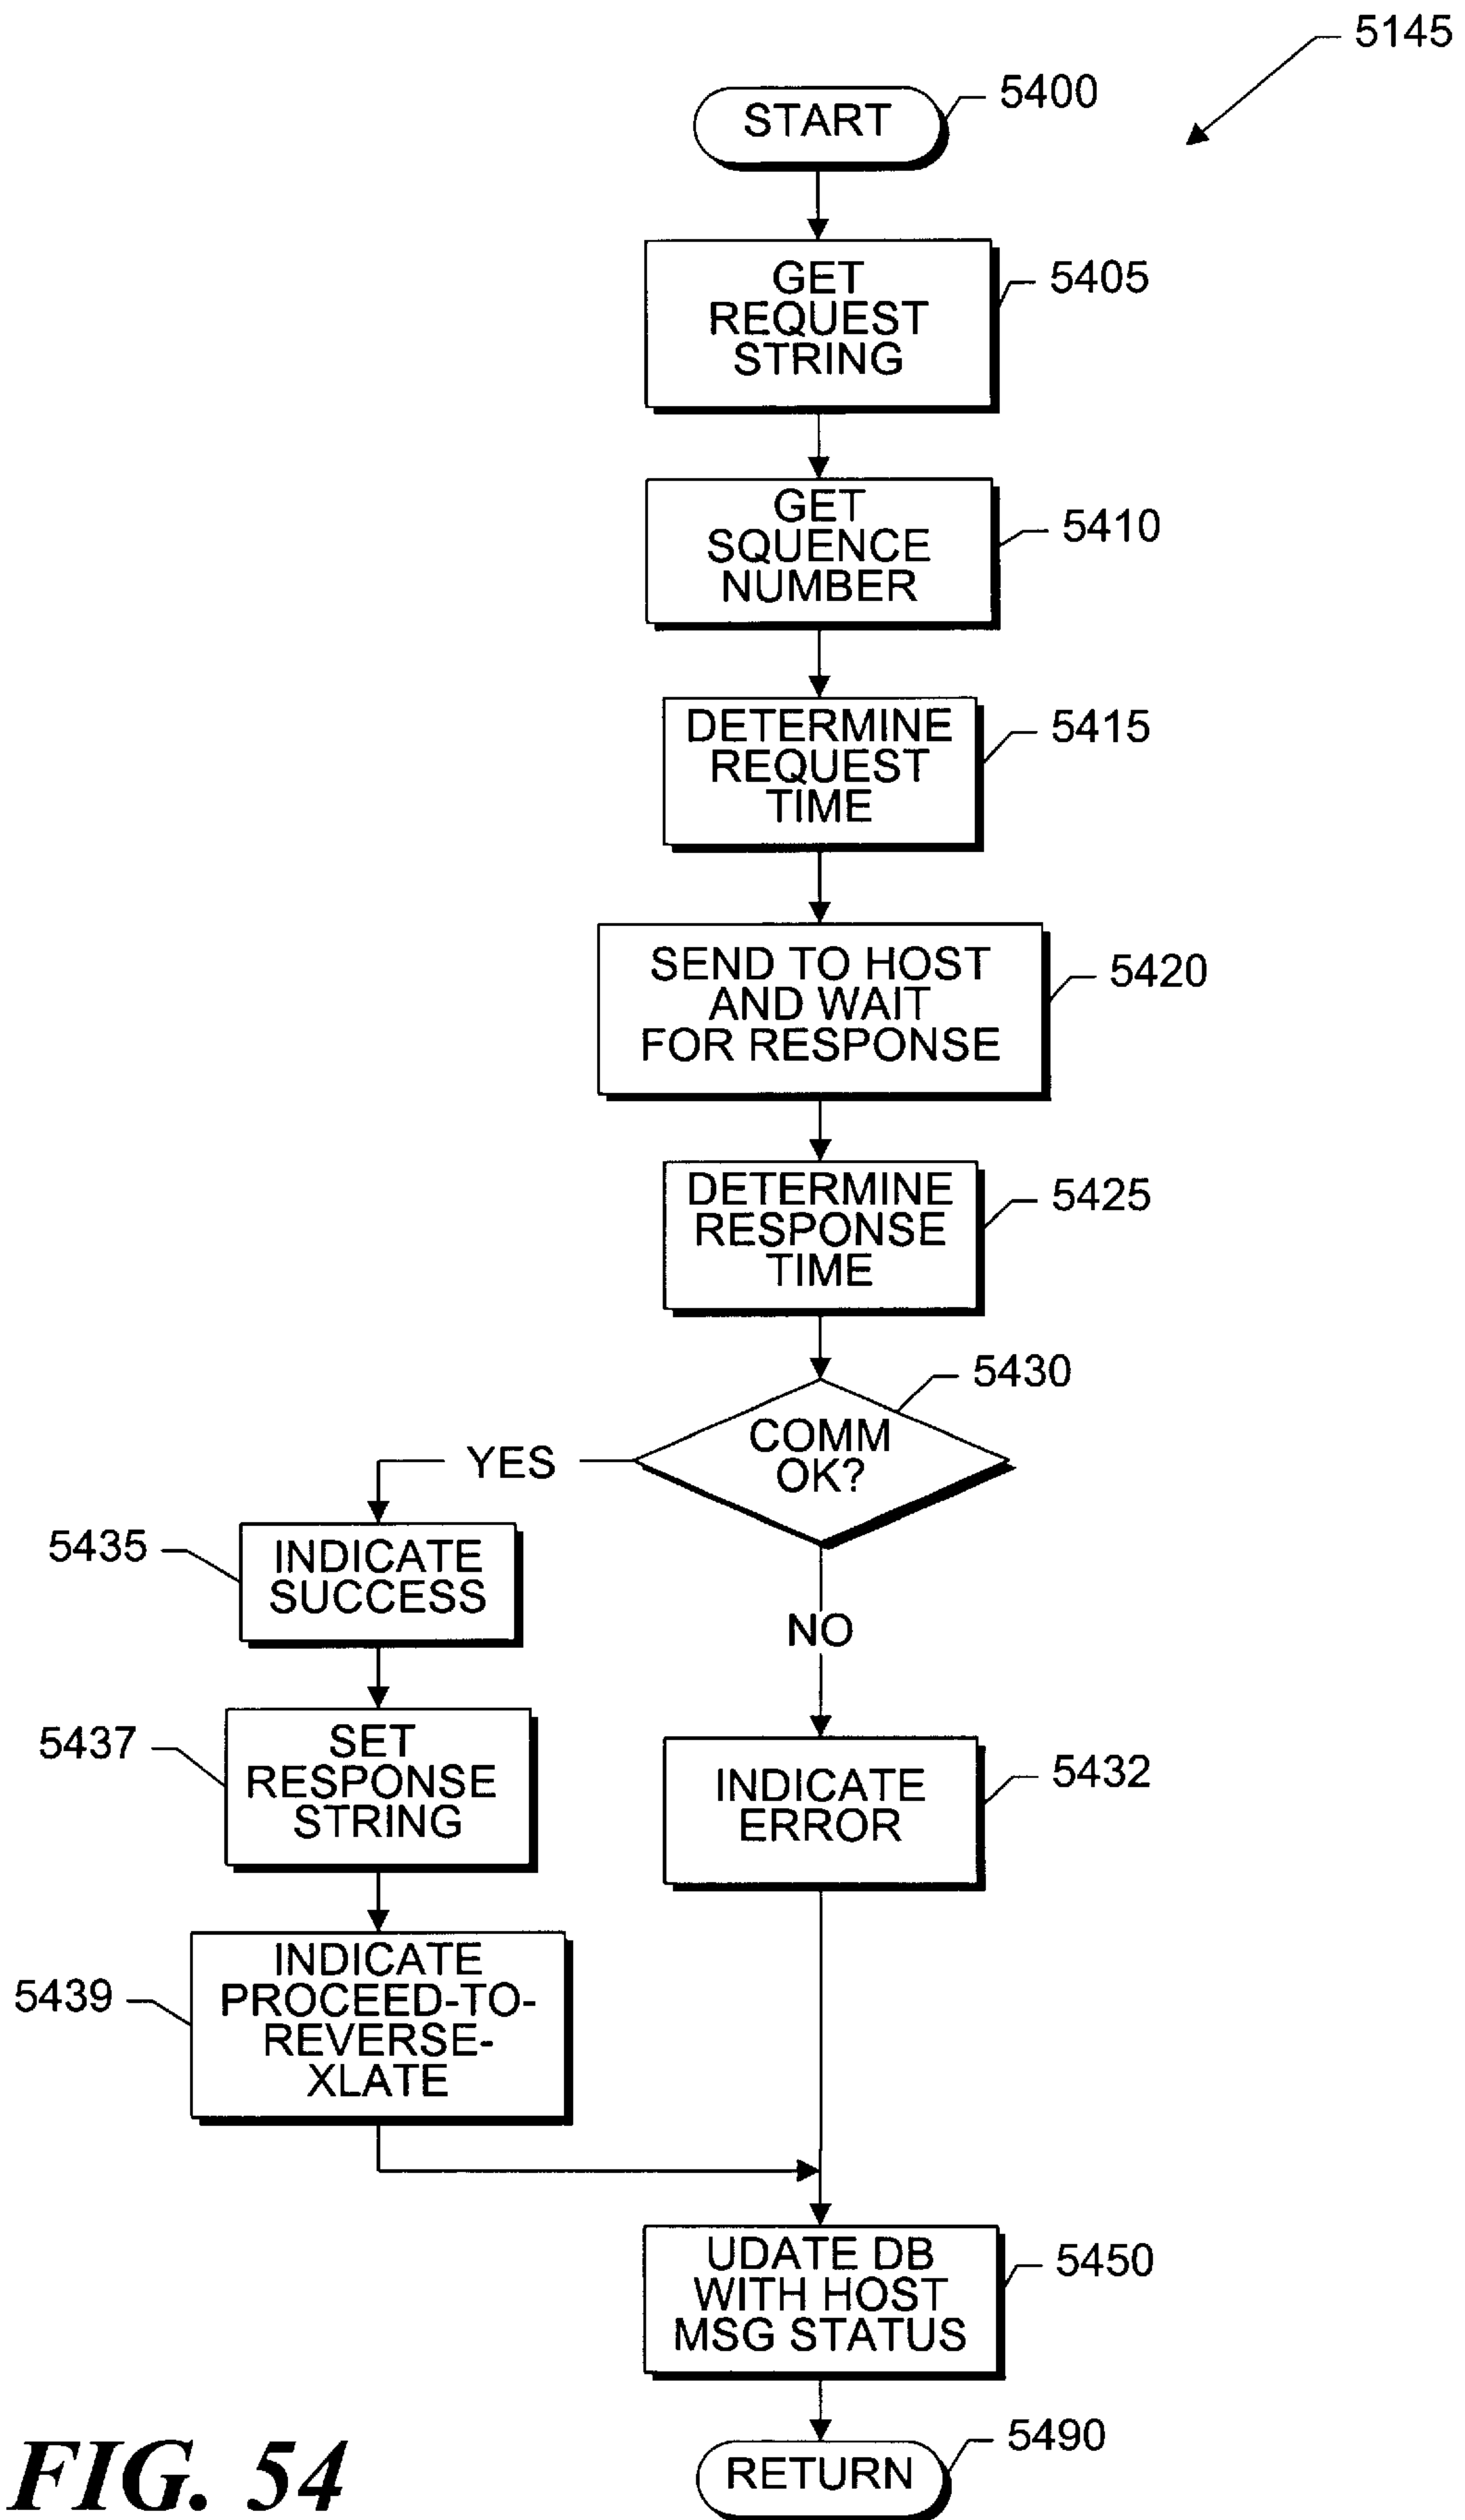 5145
START
5400
GET
REQUEST
STRING
5405
GET
SQUENCE
NUMBER
5410
DETERMINE
REQUEST
TIME
5415
SEND TO HOST
AND WAIT
FOR RESPONSE
5420
DETERMINE
RESPONSE
TIME
5425
COMM
OK?
5430
YES
INDICATE
SUCCESS
5435
NO
SET
RESPONSE
STRING
5437
INDICATE
ERROR
5432
INDICATE
PROCEED-TO-
REVERSE-
XLATE
5439
UDATE DB
WITH HOST
MSG STATUS
5450
RETURN
5490
FIG. 54